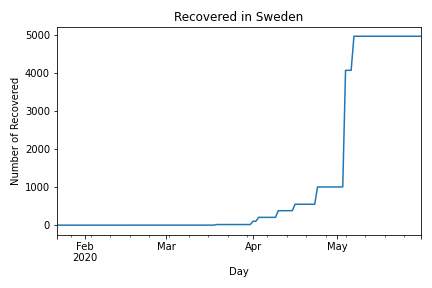 Recovered in Sweden
Number of Recovered
5000
4000
3000
2000
1000
0
Feb
2020
Mar
Apr
May
Day